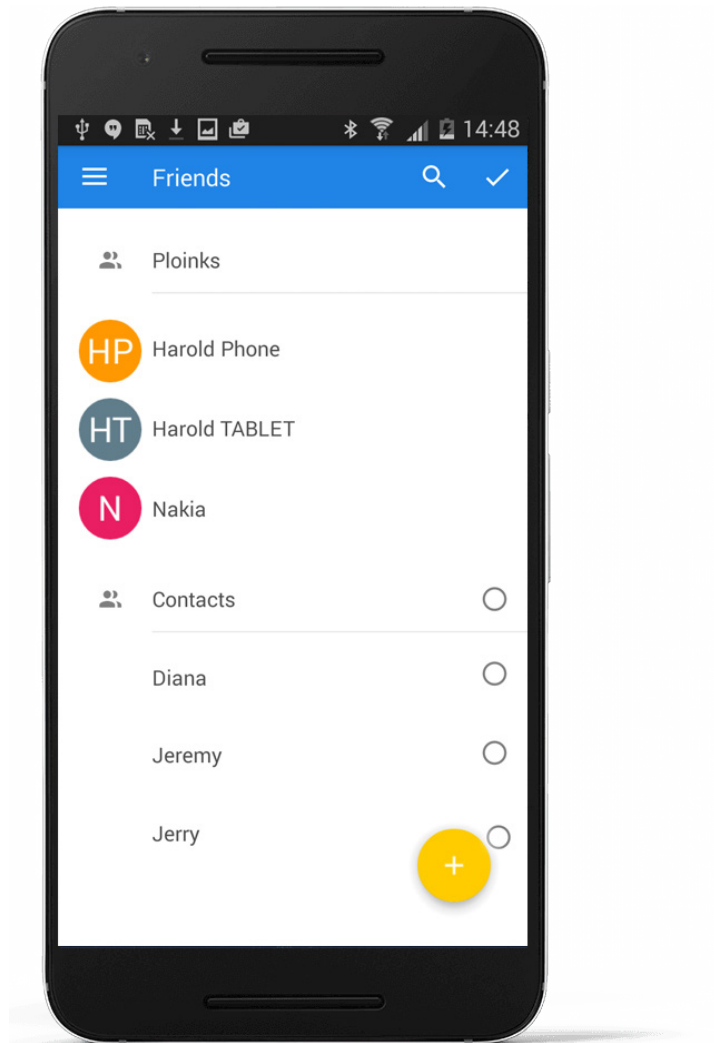 14:48
Friends
Ploinks
HP Harold Phone
HT Harold TABLET
N Nakia
Contacts
Diana
Jeremy
Jerry
+